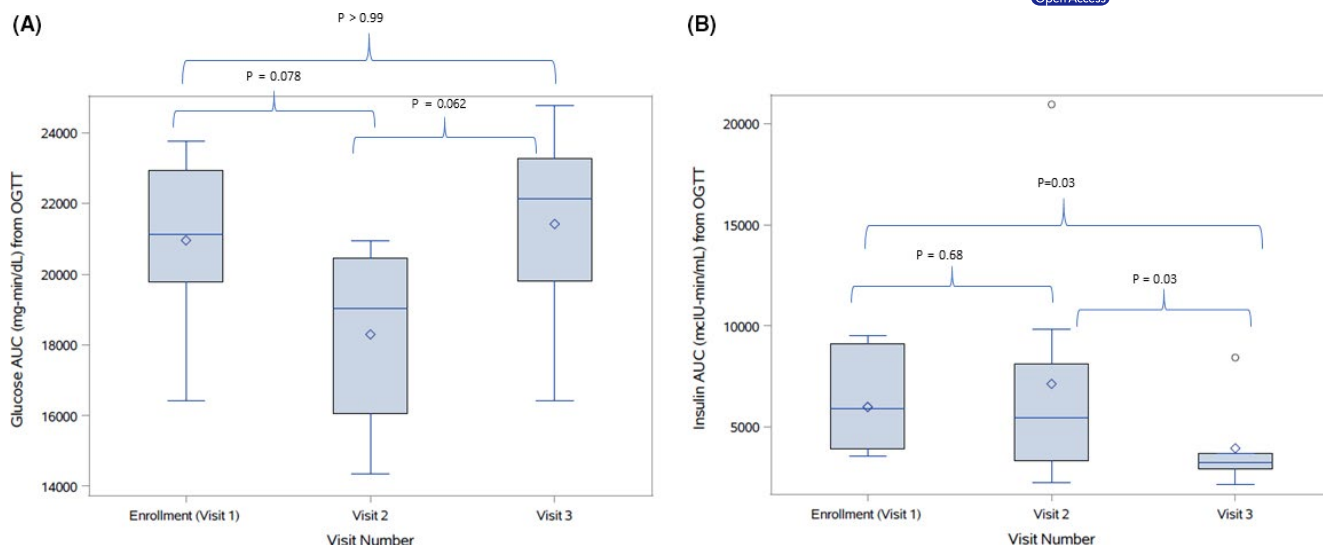 Open Access
(A)
P > 0.99
P = 0.078
P = 0.062
Glucose AUC (mg-min/dL) from OGTT
24000
22000
20000
18000
16000
14000
Enrollment (Visit 1)
Visit 2
Visit 3
Visit Number
(B)
P=0.03
P = 0.68
P = 0.03
Insulin AUC (mcIU-min/mL) from OGTT
20000
15000
10000
5000
Enrollment (Visit 1)
Visit 2
Visit 3
Visit Number